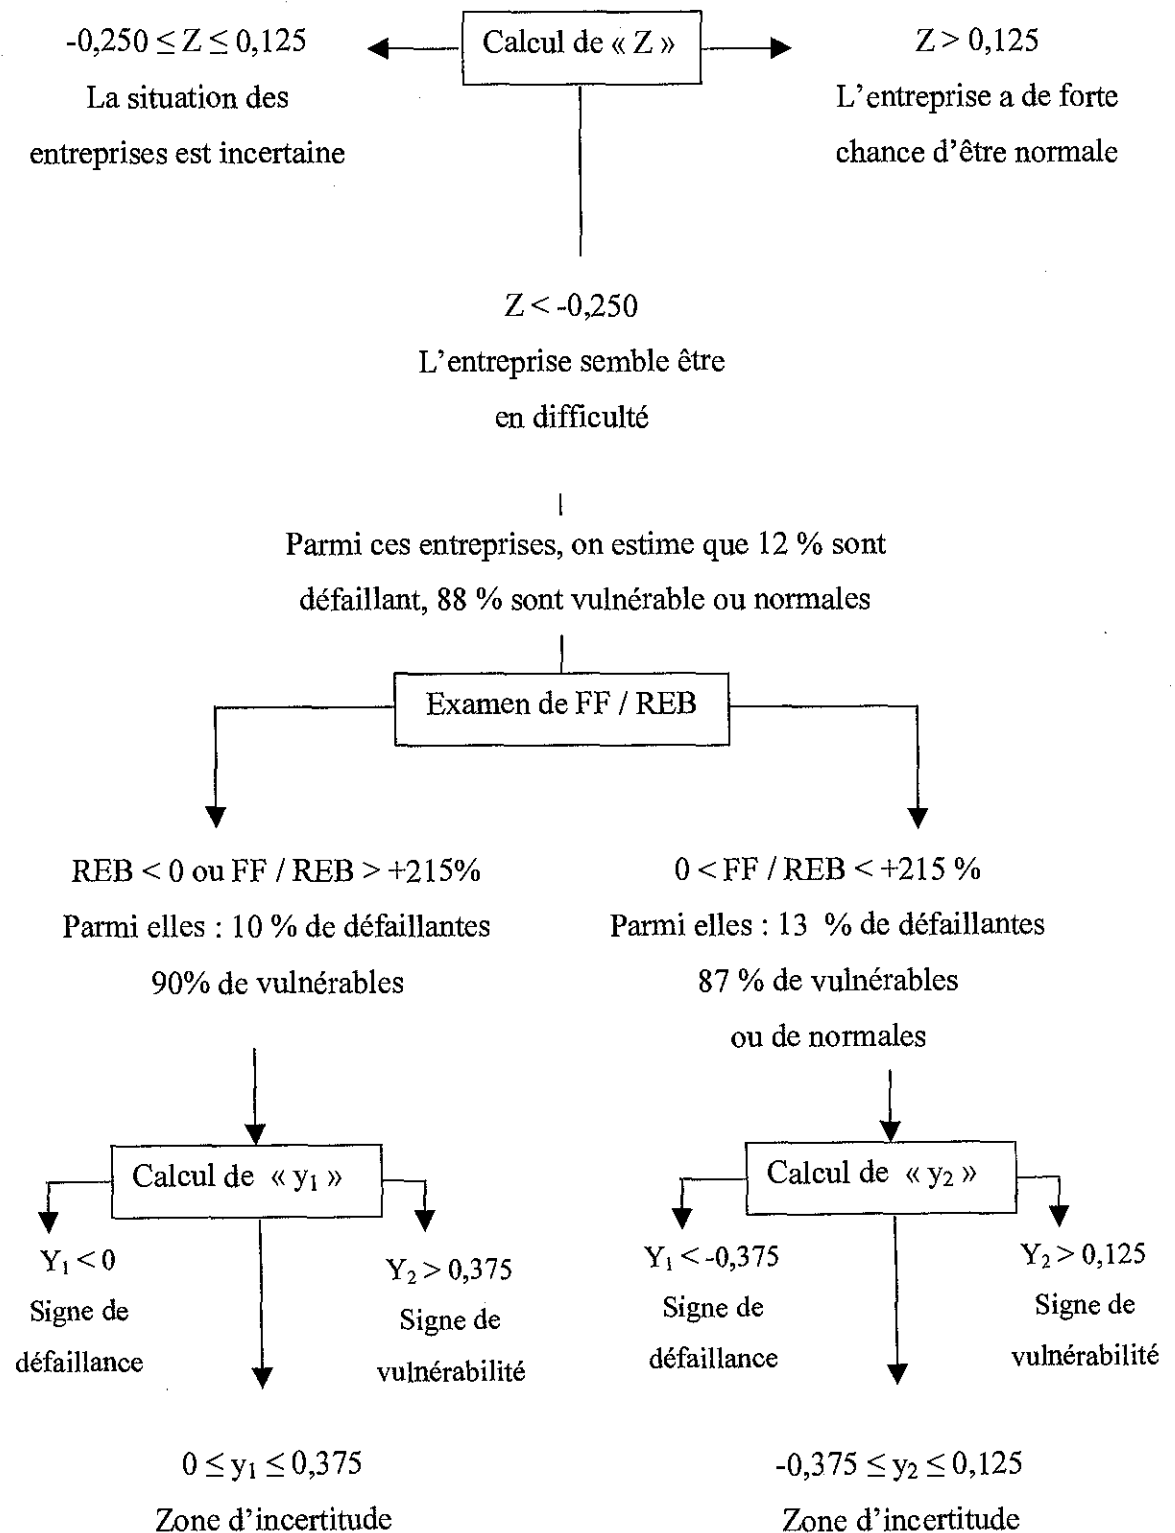 -0,250 ≤ Z ≤ 0,125
La situation des
entreprises est incertaine
Calcul de « Z »
Z > 0,125
L'entreprise a de forte
chance d'être normale
Z < -0,250
L'entreprise semble être
en difficulté
Parmi ces entreprises, on estime que 12 % sont
défaillant, 88 % sont vulnérable ou normales
Examen de FF / REB
REB < 0 ou FF / REB > +215%
Parmi elles : 10 % de défaillantes
90% de vulnérables
0 < FF / REB < +215 %
Parmi elles : 13 % de défaillantes
87 % de vulnérables
ou de normales
Calcul de « y₁ »
Y₁ < 0
Signe de
défaillance
Y₂ > 0,375
Signe de
vulnérabilité
0 ≤ y₁ ≤ 0,375
Zone d'incertitude
Calcul de « y₂ »
Y₁ < -0,375
Signe de
défaillance
Y₂ > 0,125
Signe de
vulnérabilité
-0,375 ≤ y₂ ≤ 0,125
Zone d'incertitude